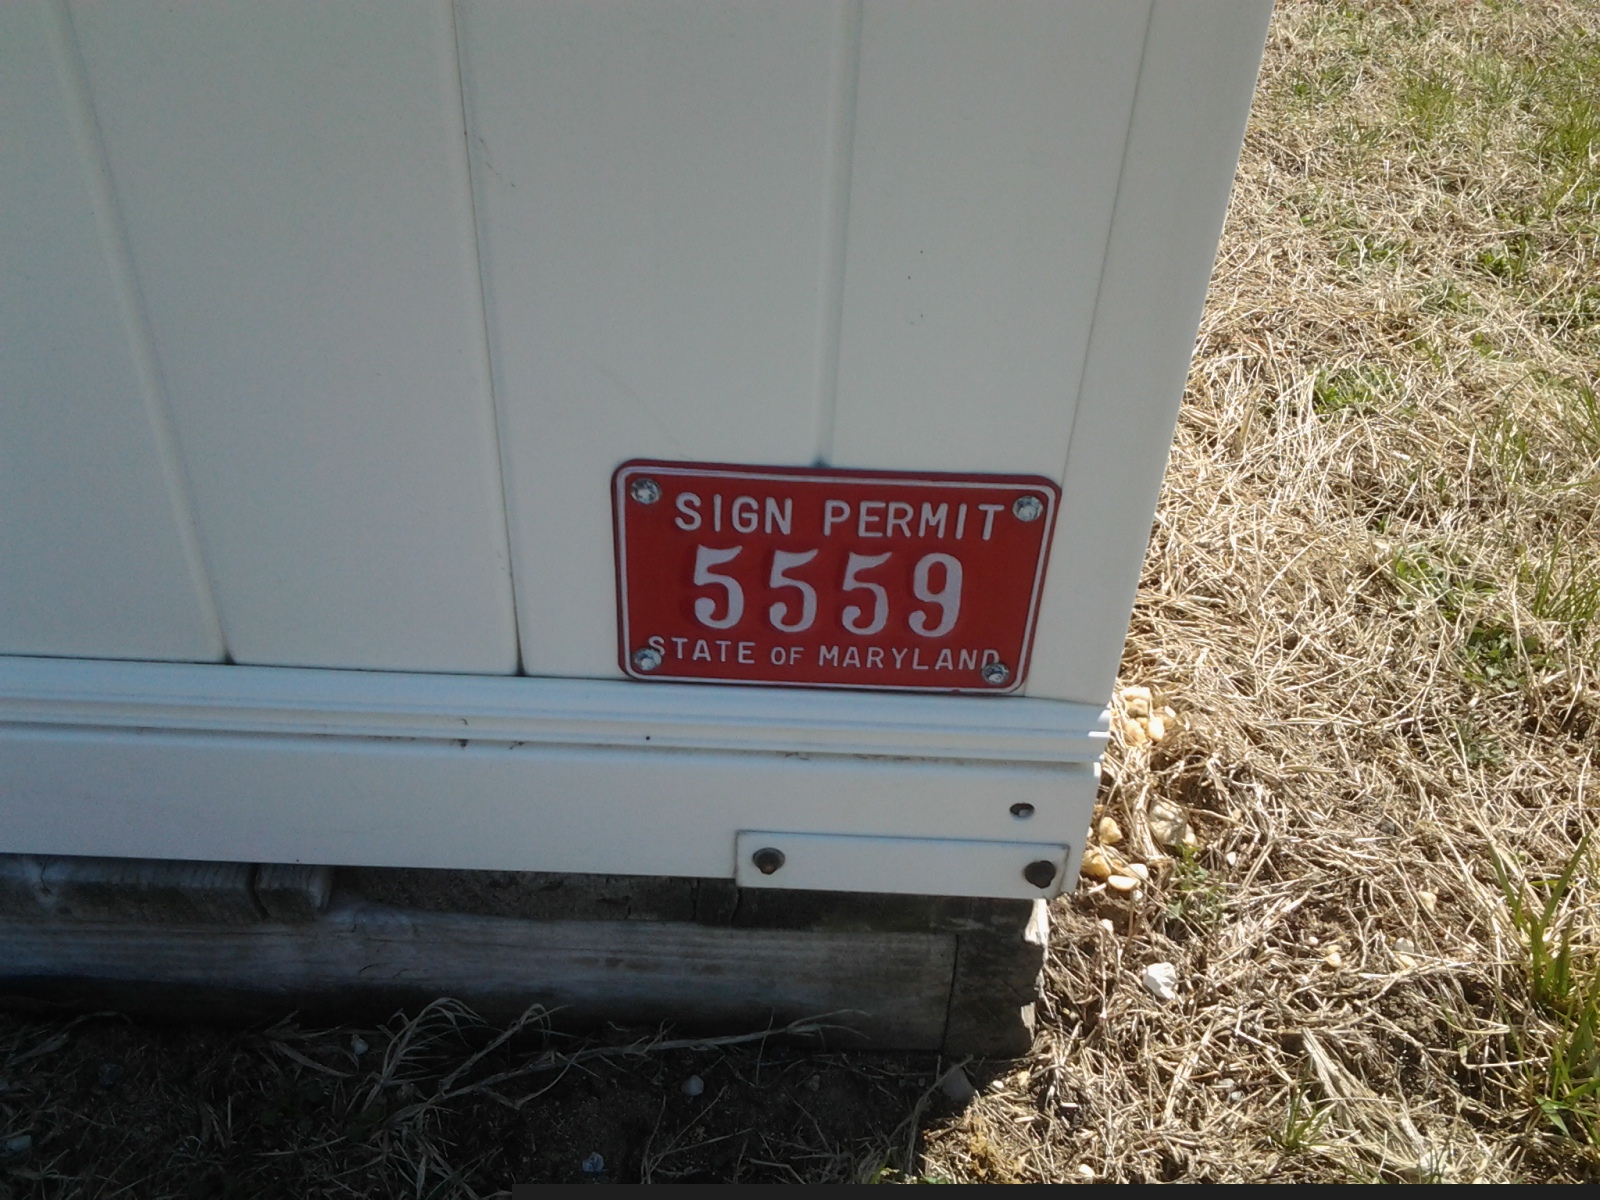 SIGN PERMIT
5559
STATE OF MARYLAND